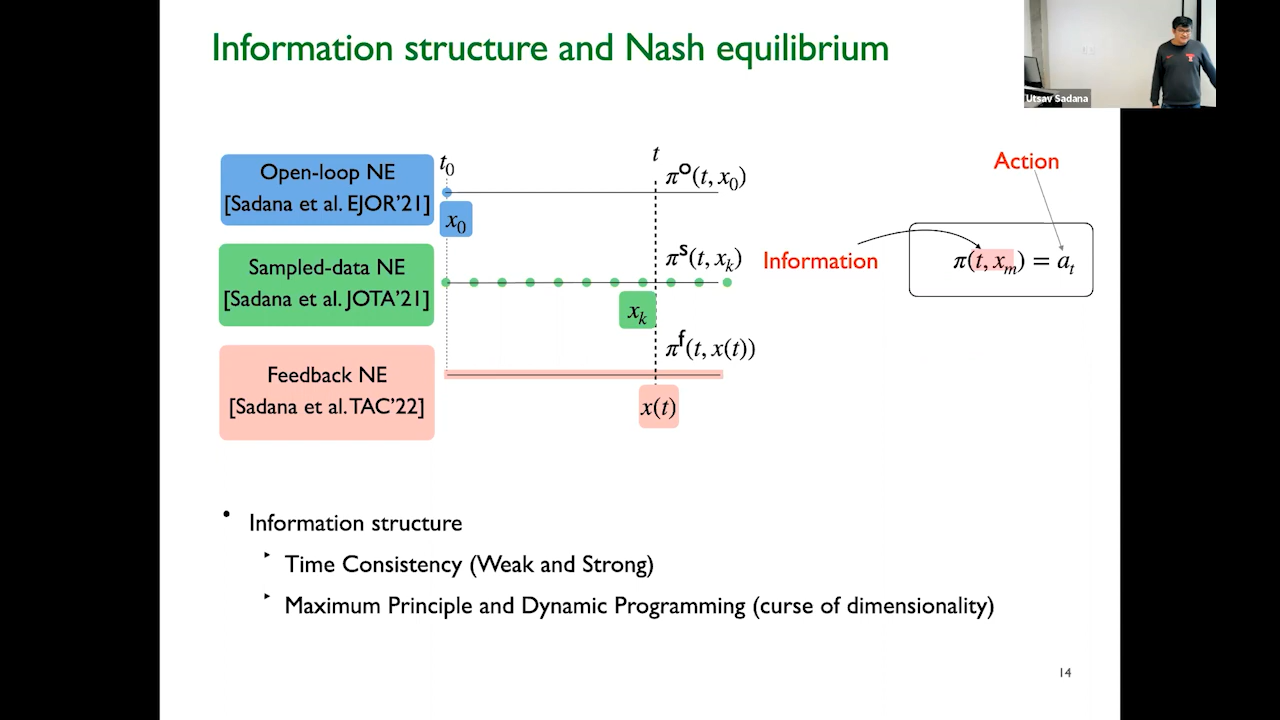 Information structure and Nash equilibrium
Utsav Sadana
Open-loop NE
[Sadana et al. EJOR'21]
t₀
x₀
t
πᵒ(t, x₀)
Action
Sampled-data NE
[Sadana et al. JOTA'21]
xₖ
πˢ(t, xₖ)
Information
π(t, xₘ) = aₜ
Feedback NE
[Sadana et al. TAC'22]
πᶠ(t, x(t))
x(t)
• Information structure
‣ Time Consistency (Weak and Strong)
‣ Maximum Principle and Dynamic Programming (curse of dimensionality)
14